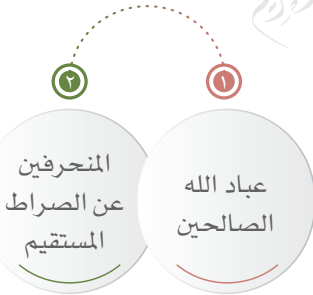 ١
عباد الله
الصالحين
٢
المنحرفين
عن الصراط
المستقيم